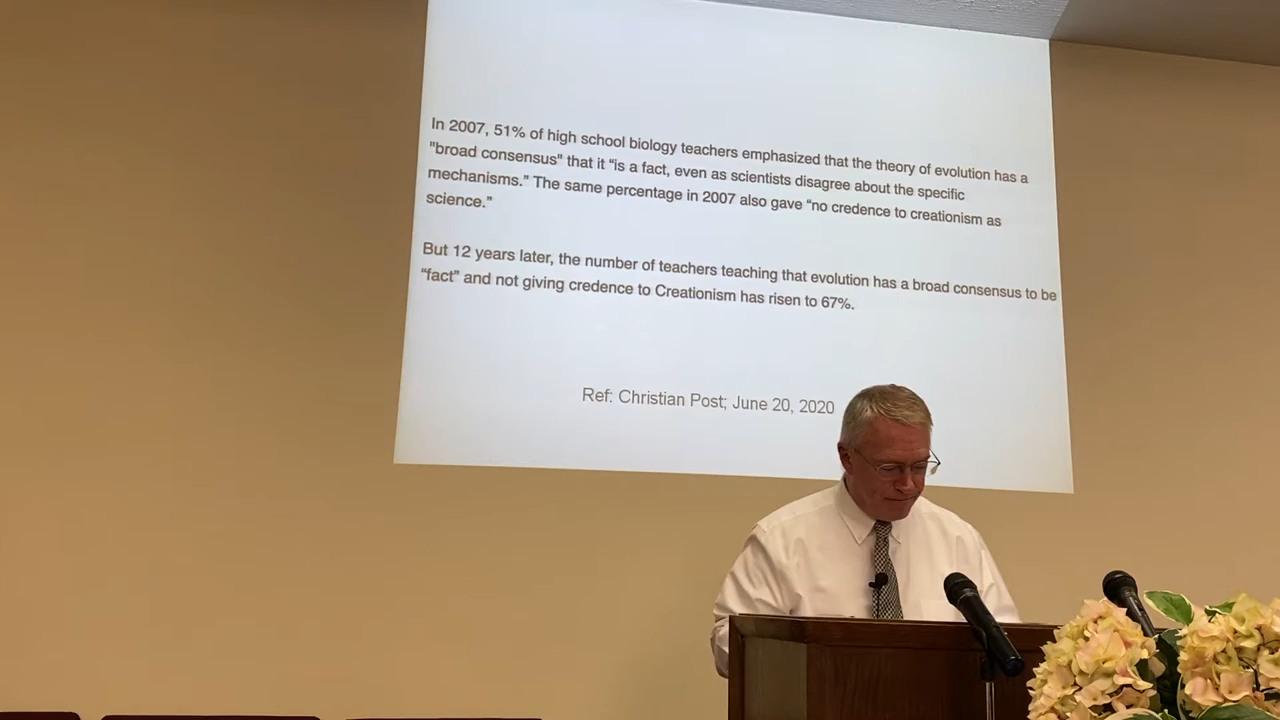 In 2007, 51% of high school biology teachers emphasized that the theory of evolution has a
"broad consensus" that it “is a fact, even as scientists disagree about the specific
mechanisms.” The same percentage in 2007 also gave “no credence to creationism as
science.”
But 12 years later, the number of teachers teaching that evolution has a broad consensus to be
“fact” and not giving credence to Creationism has risen to 67%.
Ref: Christian Post; June 20, 2020